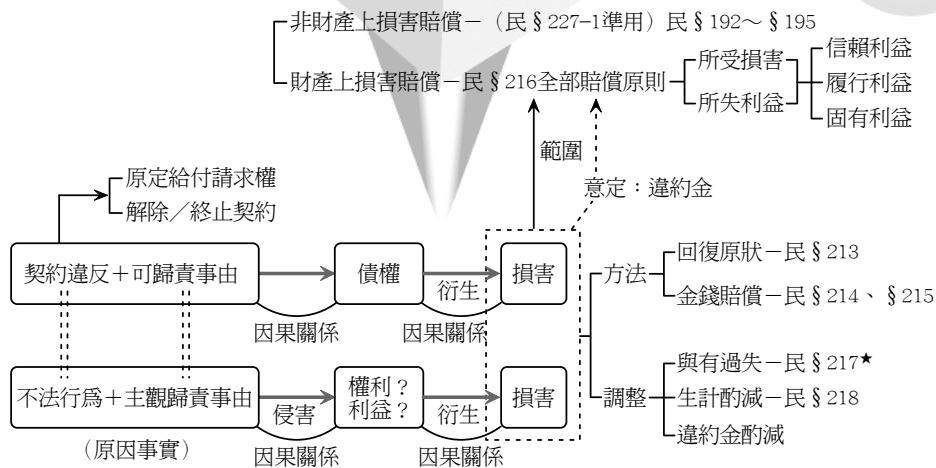 非財產上損害賠償－（民§227-1準用）民§192～§195
財產上損害賠償－民§216全部賠償原則
所受損害
所失利益
信賴利益
履行利益
固有利益
範圍
意定：違約金
原定給付請求權
解除／終止契約
契約違反＋可歸責事由
債權
衍生
損害
因果關係
因果關係
方法
回復原狀－民§213
金錢賠償－民§214、§215
不法行為＋主觀歸責事由
侵害
權利？
利益？
衍生
損害
（原因事實）
因果關係
因果關係
調整
與有過失－民§217★
生計酌減－民§218
違約金酌減